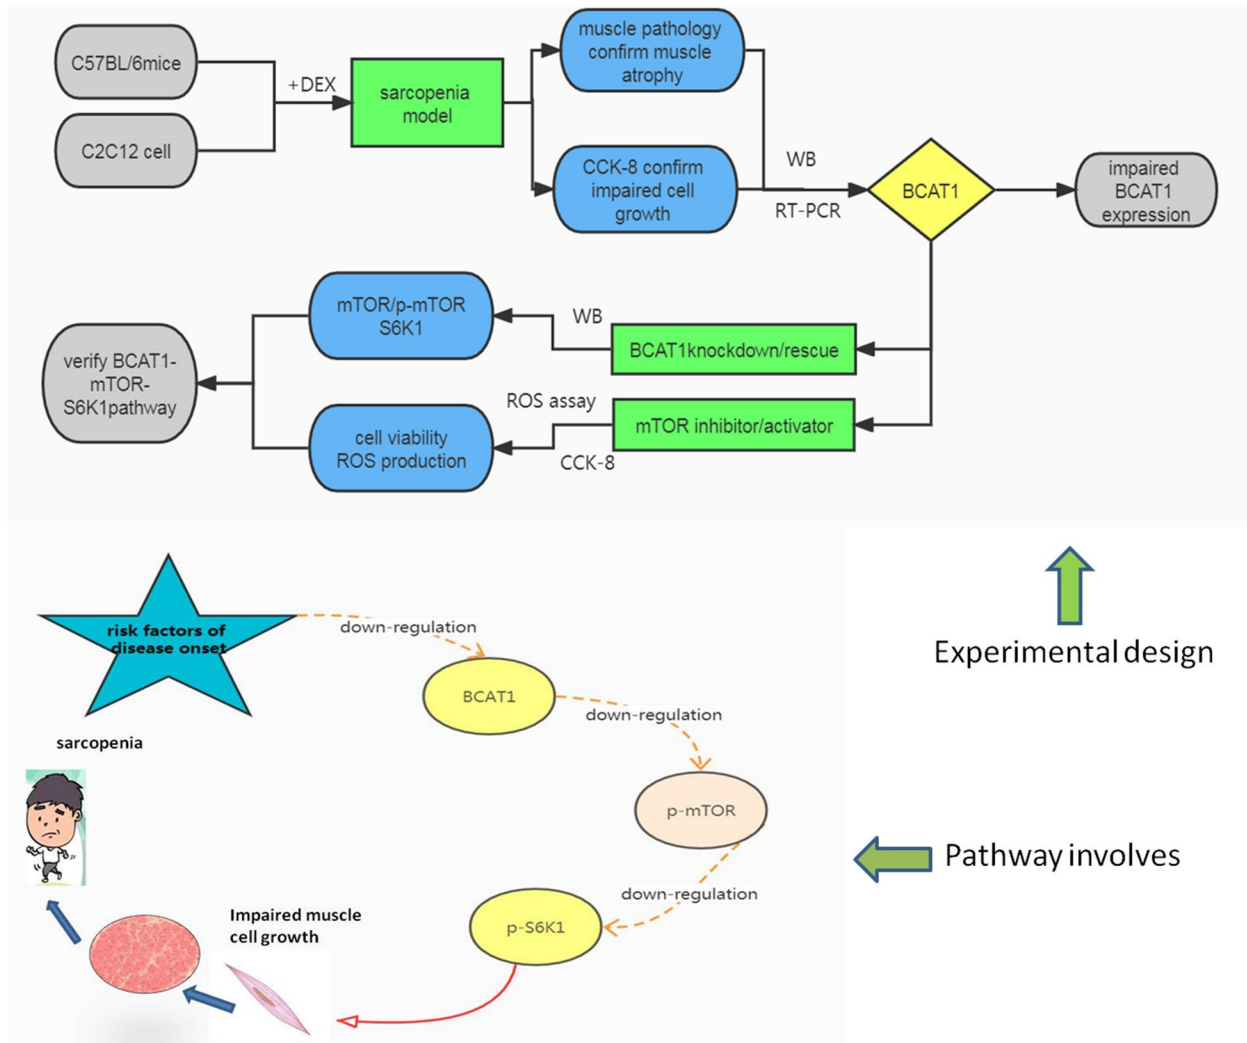 C57BL/6mice
C2C12 cell
+DEX
sarcopenia
model
muscle pathology
confirm muscle
atrophy
CCK-8 confirm
impaired cell
growth
WB
RT-PCR
BCAT1
impaired
BCAT1
expression
mTOR/p-mTOR
S6K1
WB
BCAT1knockdown/rescue
verify BCAT1-
mTOR-
S6K1pathway
ROS assay
mTOR inhibitor/activator
cell viability
ROS production
CCK-8
risk factors of
disease onset
down-regulation
BCAT1
down-regulation
Experimental design
sarcopenia
p-mTOR
Pathway involves
down-regulation
p-S6K1
Impaired muscle
cell growth